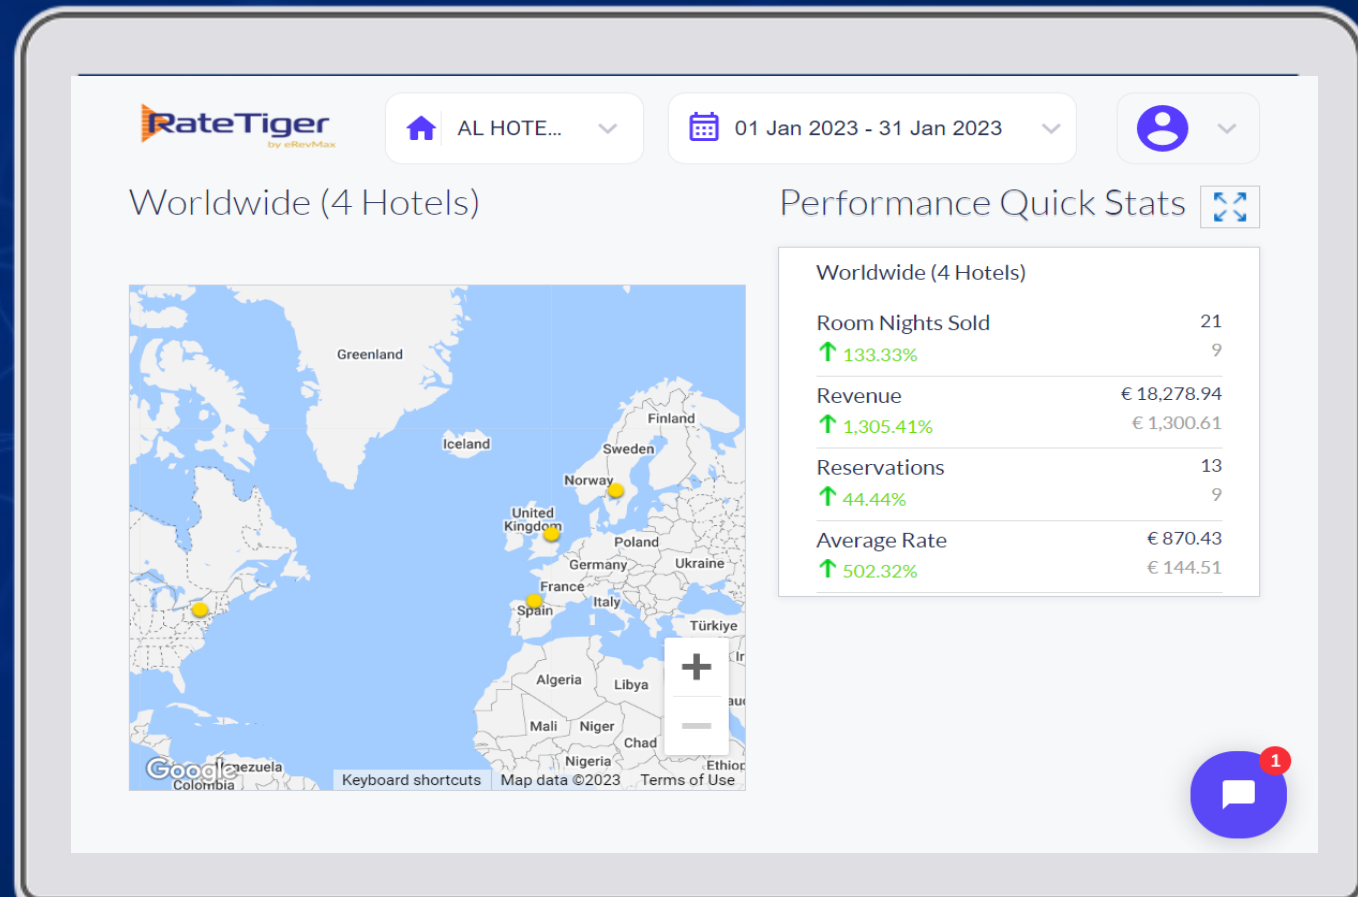 RateTiger
by eRevMax
AL HOTE...
01 Jan 2023 - 31 Jan 2023
Worldwide (4 Hotels)
Performance Quick Stats
Worldwide (4 Hotels)
Room Nights Sold 21
133.33% 9
Revenue € 18,278.94
1,305.41% € 1,300.61
Reservations 13
44.44% 9
Average Rate € 870.43
502.32% € 144.51
Greenland
Finland
Iceland
Sweden
Norway
United
Kingdom
Poland
Germany
Ukraine
France
Spain
Italy
Türkiye
Algeria
Libya
Mali
Niger
Chad
Nigeria
Google
Colombia
Keyboard shortcuts
Map data ©2023
Terms of Use
1